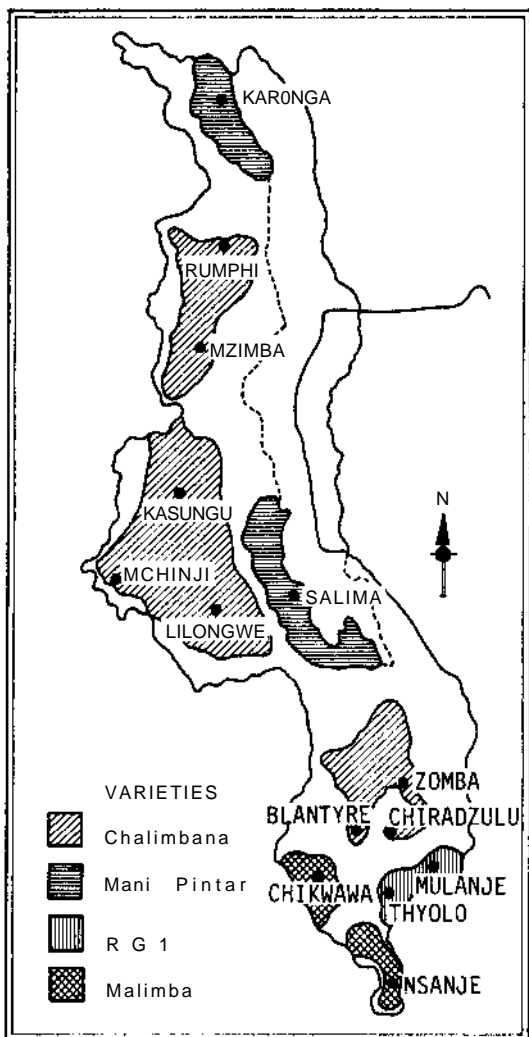 KAR0NGA
RUMPHI
MZIMBA
KASUNGU
N
MCHINJI
SALIMA
LILONGWE
ZOMBA
VARIETIES
BLANTYRE
CHIRADZULU
Chalimbana
MULANJE
Mani Pintar
CHIKWAWA
THYOLO
R G 1
NSANJE
Malimba